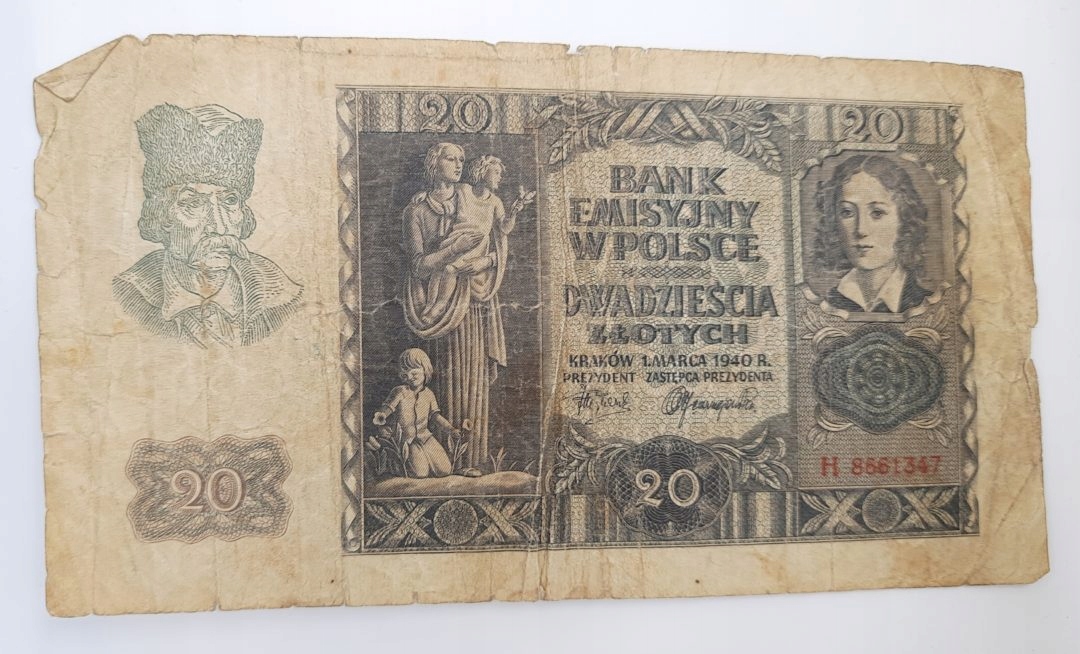 20
20
BANK
EMISYJNY
W POLSCE
DWADZIEŚCIA
ZŁOTYCH
KRAKÓW 1. MARCA 1940 R.
PREZYDENT ZASTĘPCA PREZYDENTA
H 8661347
20
20